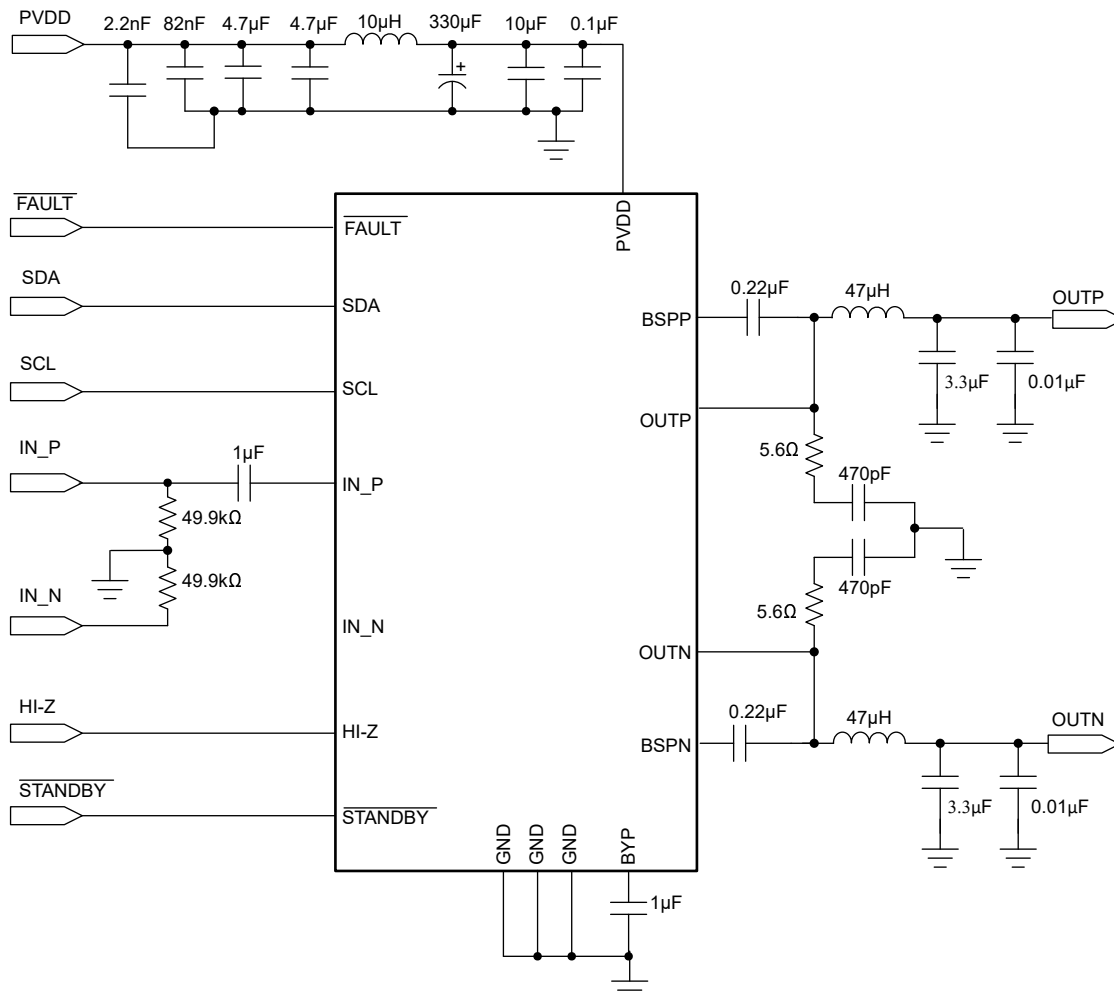 PVDD
2.2nF
82nF
4.7µF
4.7µF
10µH
330µF
10µF
0.1µF
+
FAULT
FAULT
PVDD
SDA
SDA
SCL
SCL
IN_P
1µF
IN_P
49.9kΩ
49.9kΩ
IN_N
IN_N
HI-Z
HI-Z
STANDBY
STANDBY
GND
GND
GND
BYP
1µF
BSPP
0.22µF
47µH
OUTP
3.3µF
0.01µF
OUTP
5.6Ω
470pF
470pF
5.6Ω
OUTN
0.22µF
47µH
OUTN
BSPN
3.3µF
0.01µF